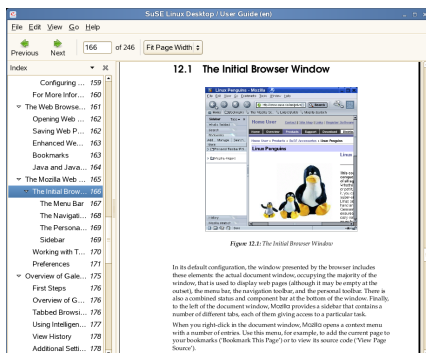 SuSE Linux Desktop / User Guide (en)
File Edit View Go Help
Previous Next 166 of 246 Fit Page Width
Index
Configuring ... 159
For More Infor... 160
The Web Browse... 161
Opening Web ... 162
Saving Web P... 162
Enhanced We... 163
Bookmarks 163
Java and Java... 164
The Mozilla Web ... 165
The Initial Brow... 166
The Menu Bar 167
The Navigati... 168
The Persona... 169
Sidebar 169
Working with T... 170
Preferences 171
Overview of Gale... 175
First Steps 176
Overview of G... 176
Tabbed Browsi... 176
Using Intelligen... 177
View History 178
Additional Setti... 178
12.1 The Initial Browser Window
Linux Penguins
Home User
Linux Penguins
Figure 12.1: The Initial Browser Window
In its default configuration, the window presented by the browser includes
these elements: the actual document window, occupying the majority of the
window, that is used to display web pages (although it may be empty at the
outset), the menu bar, the navigation toolbar, and the personal toolbar. There is
also a combined status and component bar at the bottom of the window. Finally,
to the left of the document window, Mozilla provides a sidebar that contains a
number of different tabs, each of them giving access to a particular task.
When you right-click in the document window, Mozilla opens a context menu
with a number of entries. Use this menu, for example, to add the current page to
your bookmarks ('Bookmark This Page') or to view its source code ('View Page
Source').